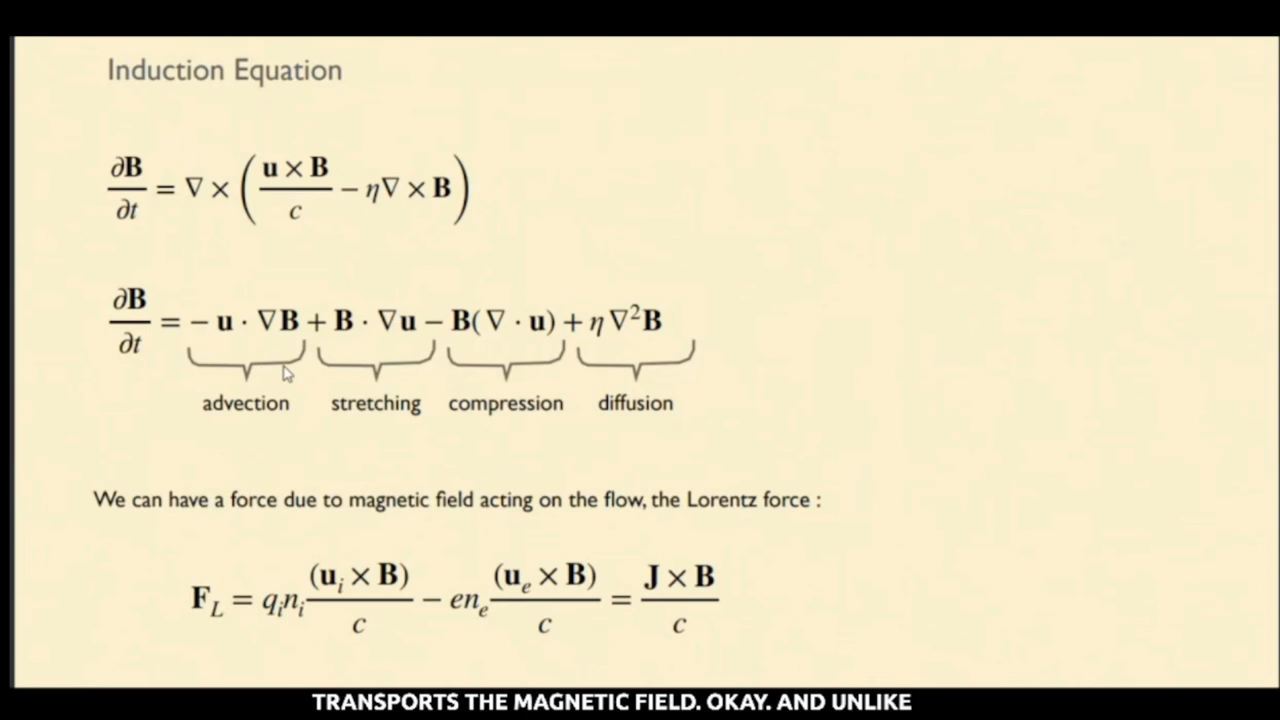 Induction Equation
∂B/∂t = ∇ × ( (u × B)/c − η∇ × B )
∂B/∂t = − u · ∇B + B · ∇u − B(∇ · u) + η ∇²B
advection stretching compression diffusion
We can have a force due to magnetic field acting on the flow, the Lorentz force :
F_L = q_i n_i (u_i × B)/c − en_e (u_e × B)/c = (J × B)/c
TRANSPORTS THE MAGNETIC FIELD. OKAY. AND UNLIKE